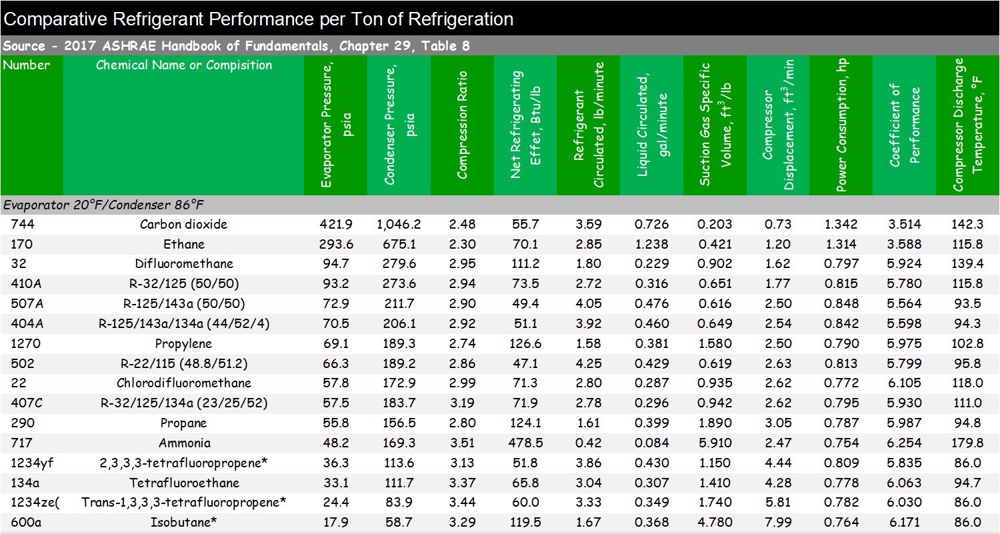 Comparative Refrigerant Performance per Ton of Refrigeration
Source - 2017 ASHRAE Handbook of Fundamentals, Chapter 29, Table 8
Number Chemical Name or Compisition Evaporator Pressure, psia Condenser Pressure, psia Compression Ratio Net Refrigerating Effet, Btu/lb Refrigerant Circulated, lb/minute Liquid Circulated, gal/minute Suction Gas Specific Volume, ft³/lb Compressor Displacement, ft³/min Power Consumption, hp Coefficient of Performance Compressor Discharge Temperature, °F
Evaporator 20°F/Condenser 86°F
744 Carbon dioxide 421.9 1,046.2 2.48 55.7 3.59 0.726 0.203 0.73 1.342 3.514 142.3
170 Ethane 293.6 675.1 2.30 70.1 2.85 1.238 0.421 1.20 1.314 3.588 115.8
32 Difluoromethane 94.7 279.6 2.95 111.2 1.80 0.229 0.902 1.62 0.797 5.924 139.4
410A R-32/125 (50/50) 93.2 273.6 2.94 73.5 2.72 0.316 0.651 1.77 0.815 5.780 115.8
507A R-125/143a (50/50) 72.9 211.7 2.90 49.4 4.05 0.476 0.616 2.50 0.848 5.564 93.5
404A R-125/143a/134a (44/52/4) 70.5 206.1 2.92 51.1 3.92 0.460 0.649 2.54 0.842 5.598 94.3
1270 Propylene 69.1 189.3 2.74 126.6 1.58 0.381 1.580 2.50 0.790 5.975 102.8
502 R-22/115 (48.8/51.2) 66.3 189.2 2.86 47.1 4.25 0.429 0.619 2.63 0.813 5.799 95.8
22 Chlorodifluoromethane 57.8 172.9 2.99 71.3 2.80 0.287 0.935 2.62 0.772 6.105 118.0
407C R-32/125/134a (23/25/52) 57.5 183.7 3.19 71.9 2.78 0.296 0.942 2.62 0.795 5.930 111.0
290 Propane 55.8 156.5 2.80 124.1 1.61 0.399 1.890 3.05 0.787 5.987 94.8
717 Ammonia 48.2 169.3 3.51 478.5 0.42 0.084 5.910 2.47 0.754 6.254 179.8
1234yf 2,3,3,3-tetrafluoropropene* 36.3 113.6 3.13 51.8 3.86 0.430 1.150 4.44 0.809 5.835 86.0
134a Tetrafluoroethane 33.1 111.7 3.37 65.8 3.04 0.307 1.410 4.28 0.778 6.063 94.7
1234ze( Trans-1,3,3,3-tetrafluoropropene* 24.4 83.9 3.44 60.0 3.33 0.349 1.740 5.81 0.782 6.030 86.0
600a Isobutane* 17.9 58.7 3.29 119.5 1.67 0.368 4.780 7.99 0.764 6.171 86.0